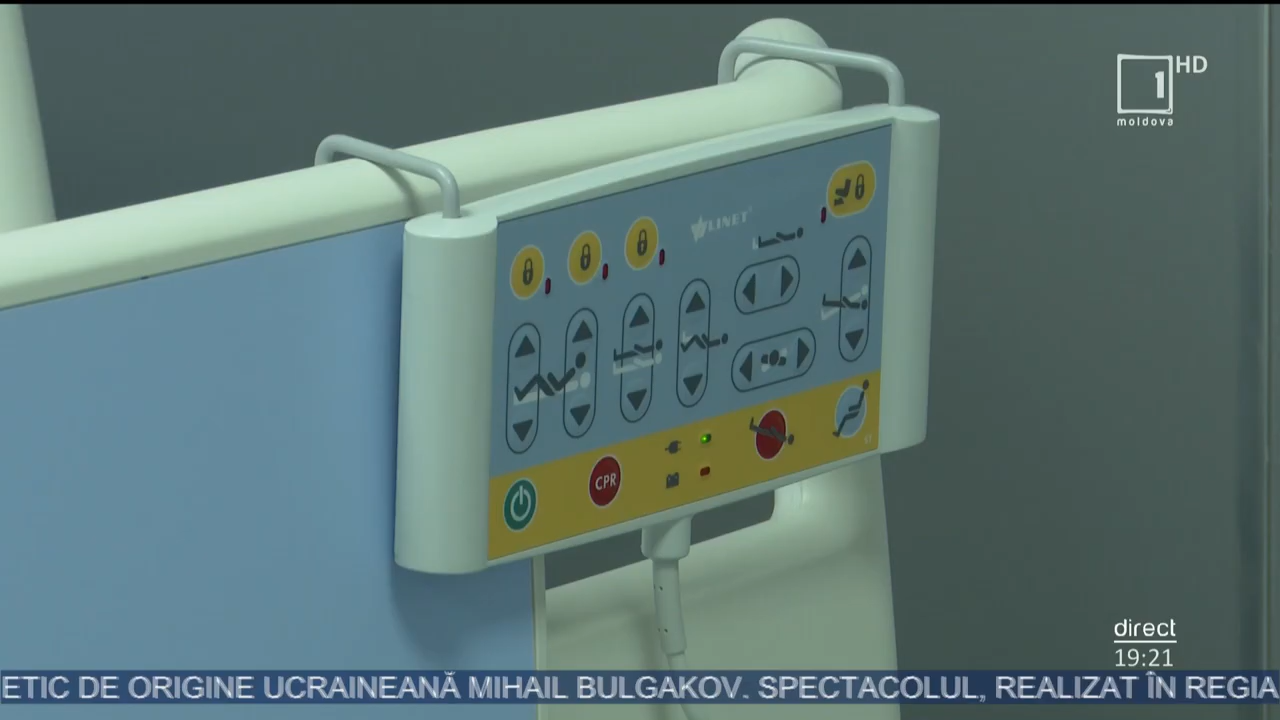 1 HD
moldova
LINET
CPR
direct
19:21
ETIC DE ORIGINE UCRAINEANĂ MIHAIL BULGAKOV. SPECTACOLUL, REALIZAT ÎN REGIA